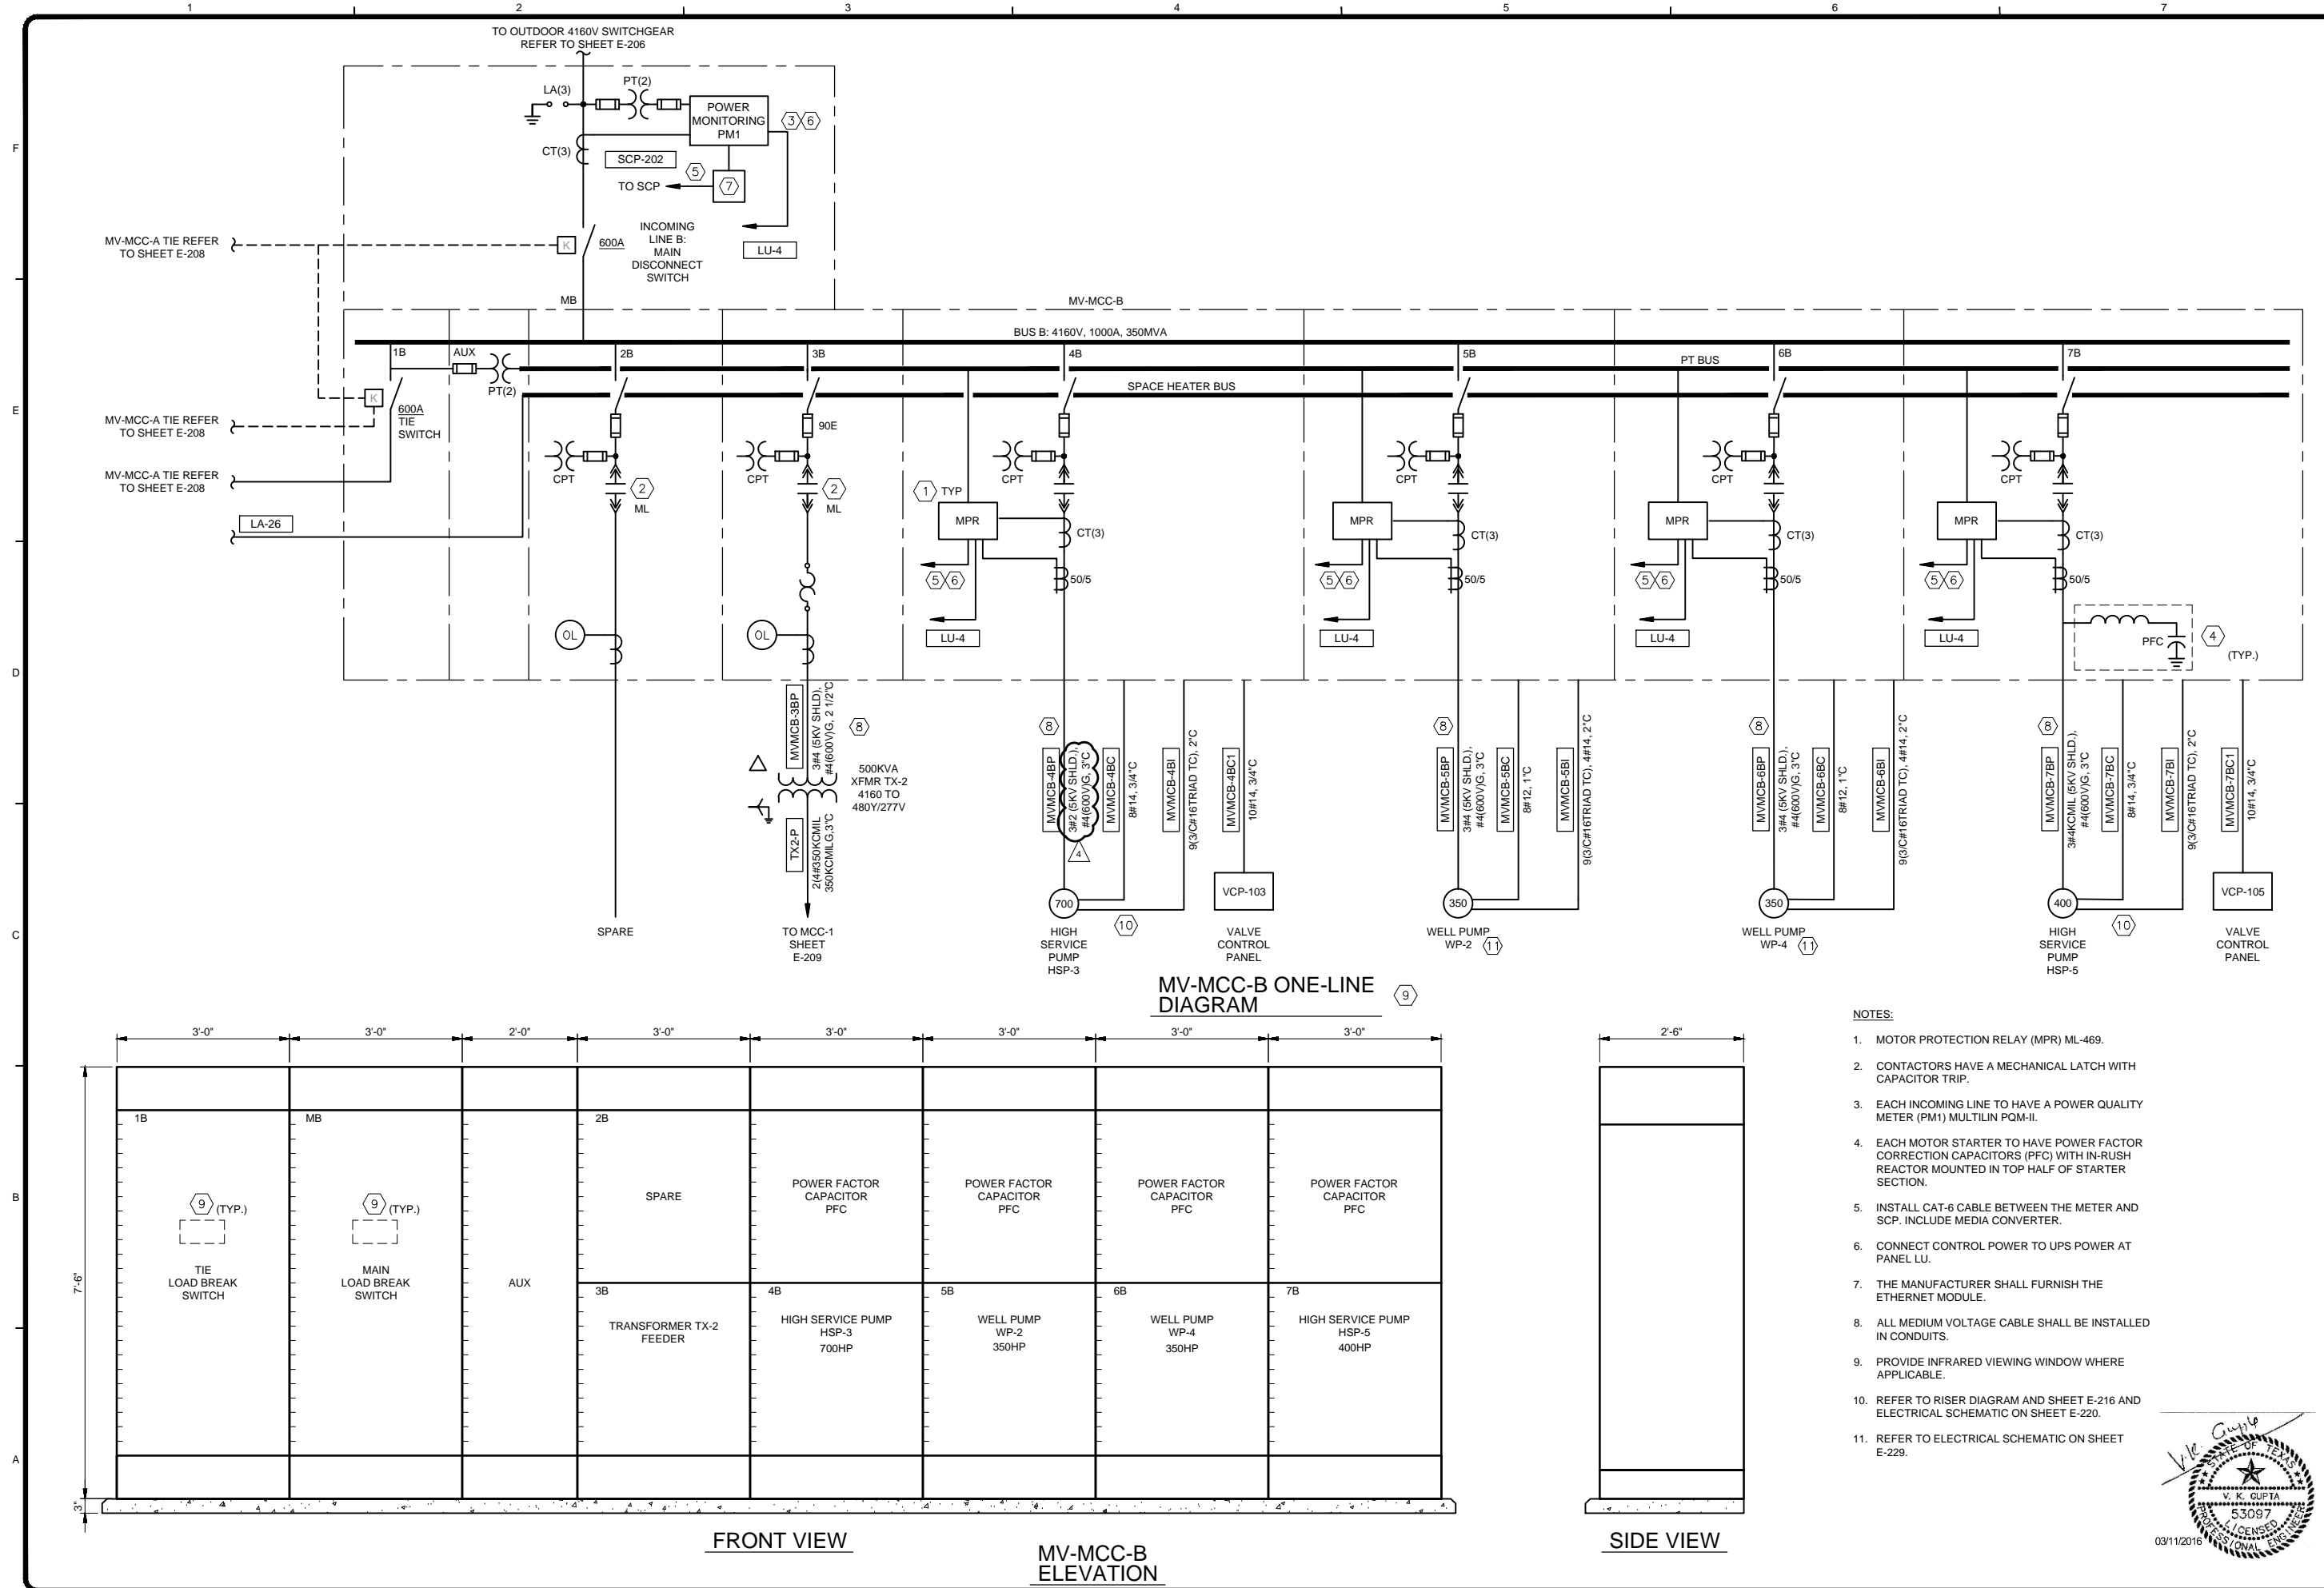 1 2 3 4 5 6 7
F
E
D
C
B
A
TO OUTDOOR 4160V SWITCHGEAR
REFER TO SHEET E-206
LA(3)
PT(2)
POWER
MONITORING
PM1
3 6
CT(3)
SCP-202
5
TO SCP
7
MV-MCC-A TIE REFER
TO SHEET E-208
K
600A
INCOMING
LINE B:
MAIN
DISCONNECT
SWITCH
LU-4
MB
MV-MCC-B
BUS B: 4160V, 1000A, 350MVA
1B
AUX
2B
3B
4B
5B
6B
7B
PT BUS
PT(2)
SPACE HEATER BUS
K
600A
TIE
SWITCH
MV-MCC-A TIE REFER
TO SHEET E-208
MV-MCC-A TIE REFER
TO SHEET E-208
LA-26
CPT
2
ML
OL
SPARE
90E
CPT
2
ML
OL
MVMCB-3BP
3#4 (5KV SHLD),
#4(600V)G, 2 1/2"C
8
500KVA
XFMR TX-2
4160 TO
480Y/277V
TX2-P
2(4#350KCMIL
350KCMILG,3"C
TO MCC-1
SHEET
E-209
1 TYP
CPT
MPR
CT(3)
5 6
50/5
LU-4
8
MVMCB-4BP
3#2 (5KV SHLD.),
#4(600V)G, 3"C
4
MVMCB-4BC
8#14, 3/4"C
MVMCB-4BI
9(3/C#16TRIAD TC), 2"C
MVMCB-4BC1
10#14, 3/4"C
700
10
HIGH
SERVICE
PUMP
HSP-3
VCP-103
VALVE
CONTROL
PANEL
CPT
MPR
CT(3)
5 6
50/5
LU-4
8
MVMCB-5BP
3#4 (5KV SHLD.),
#4(600V)G, 3"C
MVMCB-5BC
8#12, 1"C
MVMCB-5BI
9(3/C#16TRIAD TC), 4#14, 2"C
350
WELL PUMP
WP-2 11
CPT
MPR
CT(3)
5 6
50/5
LU-4
8
MVMCB-6BP
3#4 (5KV SHLD.),
#4(600V)G, 3"C
MVMCB-6BC
8#12, 1"C
MVMCB-6BI
9(3/C#16TRIAD TC), 4#14, 2"C
350
WELL PUMP
WP-4 11
CPT
MPR
CT(3)
5 6
50/5
LU-4
PFC
4
(TYP.)
8
MVMCB-7BP
3#4KCMIL (5KV SHLD.),
#4(600V)G, 3"C
MVMCB-7BC
8#14, 3/4"C
MVMCB-7BI
9(3/C#16TRIAD TC), 2"C
MVMCB-7BC1
10#14, 3/4"C
400
10
HIGH
SERVICE
PUMP
HSP-5
VCP-105
VALVE
CONTROL
PANEL
MV-MCC-B ONE-LINE
DIAGRAM
9
3'-0" 3'-0" 2'-0" 3'-0" 3'-0" 3'-0" 3'-0" 3'-0"
2'-6"
7'-6"
3"
1B
9 (TYP.)
TIE
LOAD BREAK
SWITCH
MB
9 (TYP.)
MAIN
LOAD BREAK
SWITCH
AUX
2B
SPARE
3B
TRANSFORMER TX-2
FEEDER
POWER FACTOR
CAPACITOR
PFC
4B
HIGH SERVICE PUMP
HSP-3
700HP
POWER FACTOR
CAPACITOR
PFC
5B
WELL PUMP
WP-2
350HP
POWER FACTOR
CAPACITOR
PFC
6B
WELL PUMP
WP-4
350HP
POWER FACTOR
CAPACITOR
PFC
7B
HIGH SERVICE PUMP
HSP-5
400HP
FRONT VIEW
SIDE VIEW
MV-MCC-B
ELEVATION
NOTES:
1. MOTOR PROTECTION RELAY (MPR) ML-469.
2. CONTACTORS HAVE A MECHANICAL LATCH WITH
CAPACITOR TRIP.
3. EACH INCOMING LINE TO HAVE A POWER QUALITY
METER (PM1) MULTILIN PQM-II.
4. EACH MOTOR STARTER TO HAVE POWER FACTOR
CORRECTION CAPACITORS (PFC) WITH IN-RUSH
REACTOR MOUNTED IN TOP HALF OF STARTER
SECTION.
5. INSTALL CAT-6 CABLE BETWEEN THE METER AND
SCP. INCLUDE MEDIA CONVERTER.
6. CONNECT CONTROL POWER TO UPS POWER AT
PANEL LU.
7. THE MANUFACTURER SHALL FURNISH THE
ETHERNET MODULE.
8. ALL MEDIUM VOLTAGE CABLE SHALL BE INSTALLED
IN CONDUITS.
9. PROVIDE INFRARED VIEWING WINDOW WHERE
APPLICABLE.
10. REFER TO RISER DIAGRAM AND SHEET E-216 AND
ELECTRICAL SCHEMATIC ON SHEET E-220.
11. REFER TO ELECTRICAL SCHEMATIC ON SHEET
E-229.
V.K. Gupta
STATE OF TEXAS
V. K. GUPTA
53097
LICENSED
PROFESSIONAL ENGINEER
03/11/2016